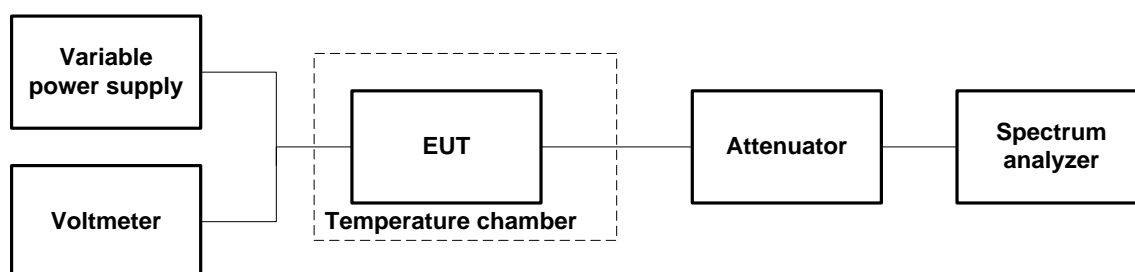 Variable
power supply
Voltmeter
EUT
Temperature chamber
Attenuator
Spectrum
analyzer